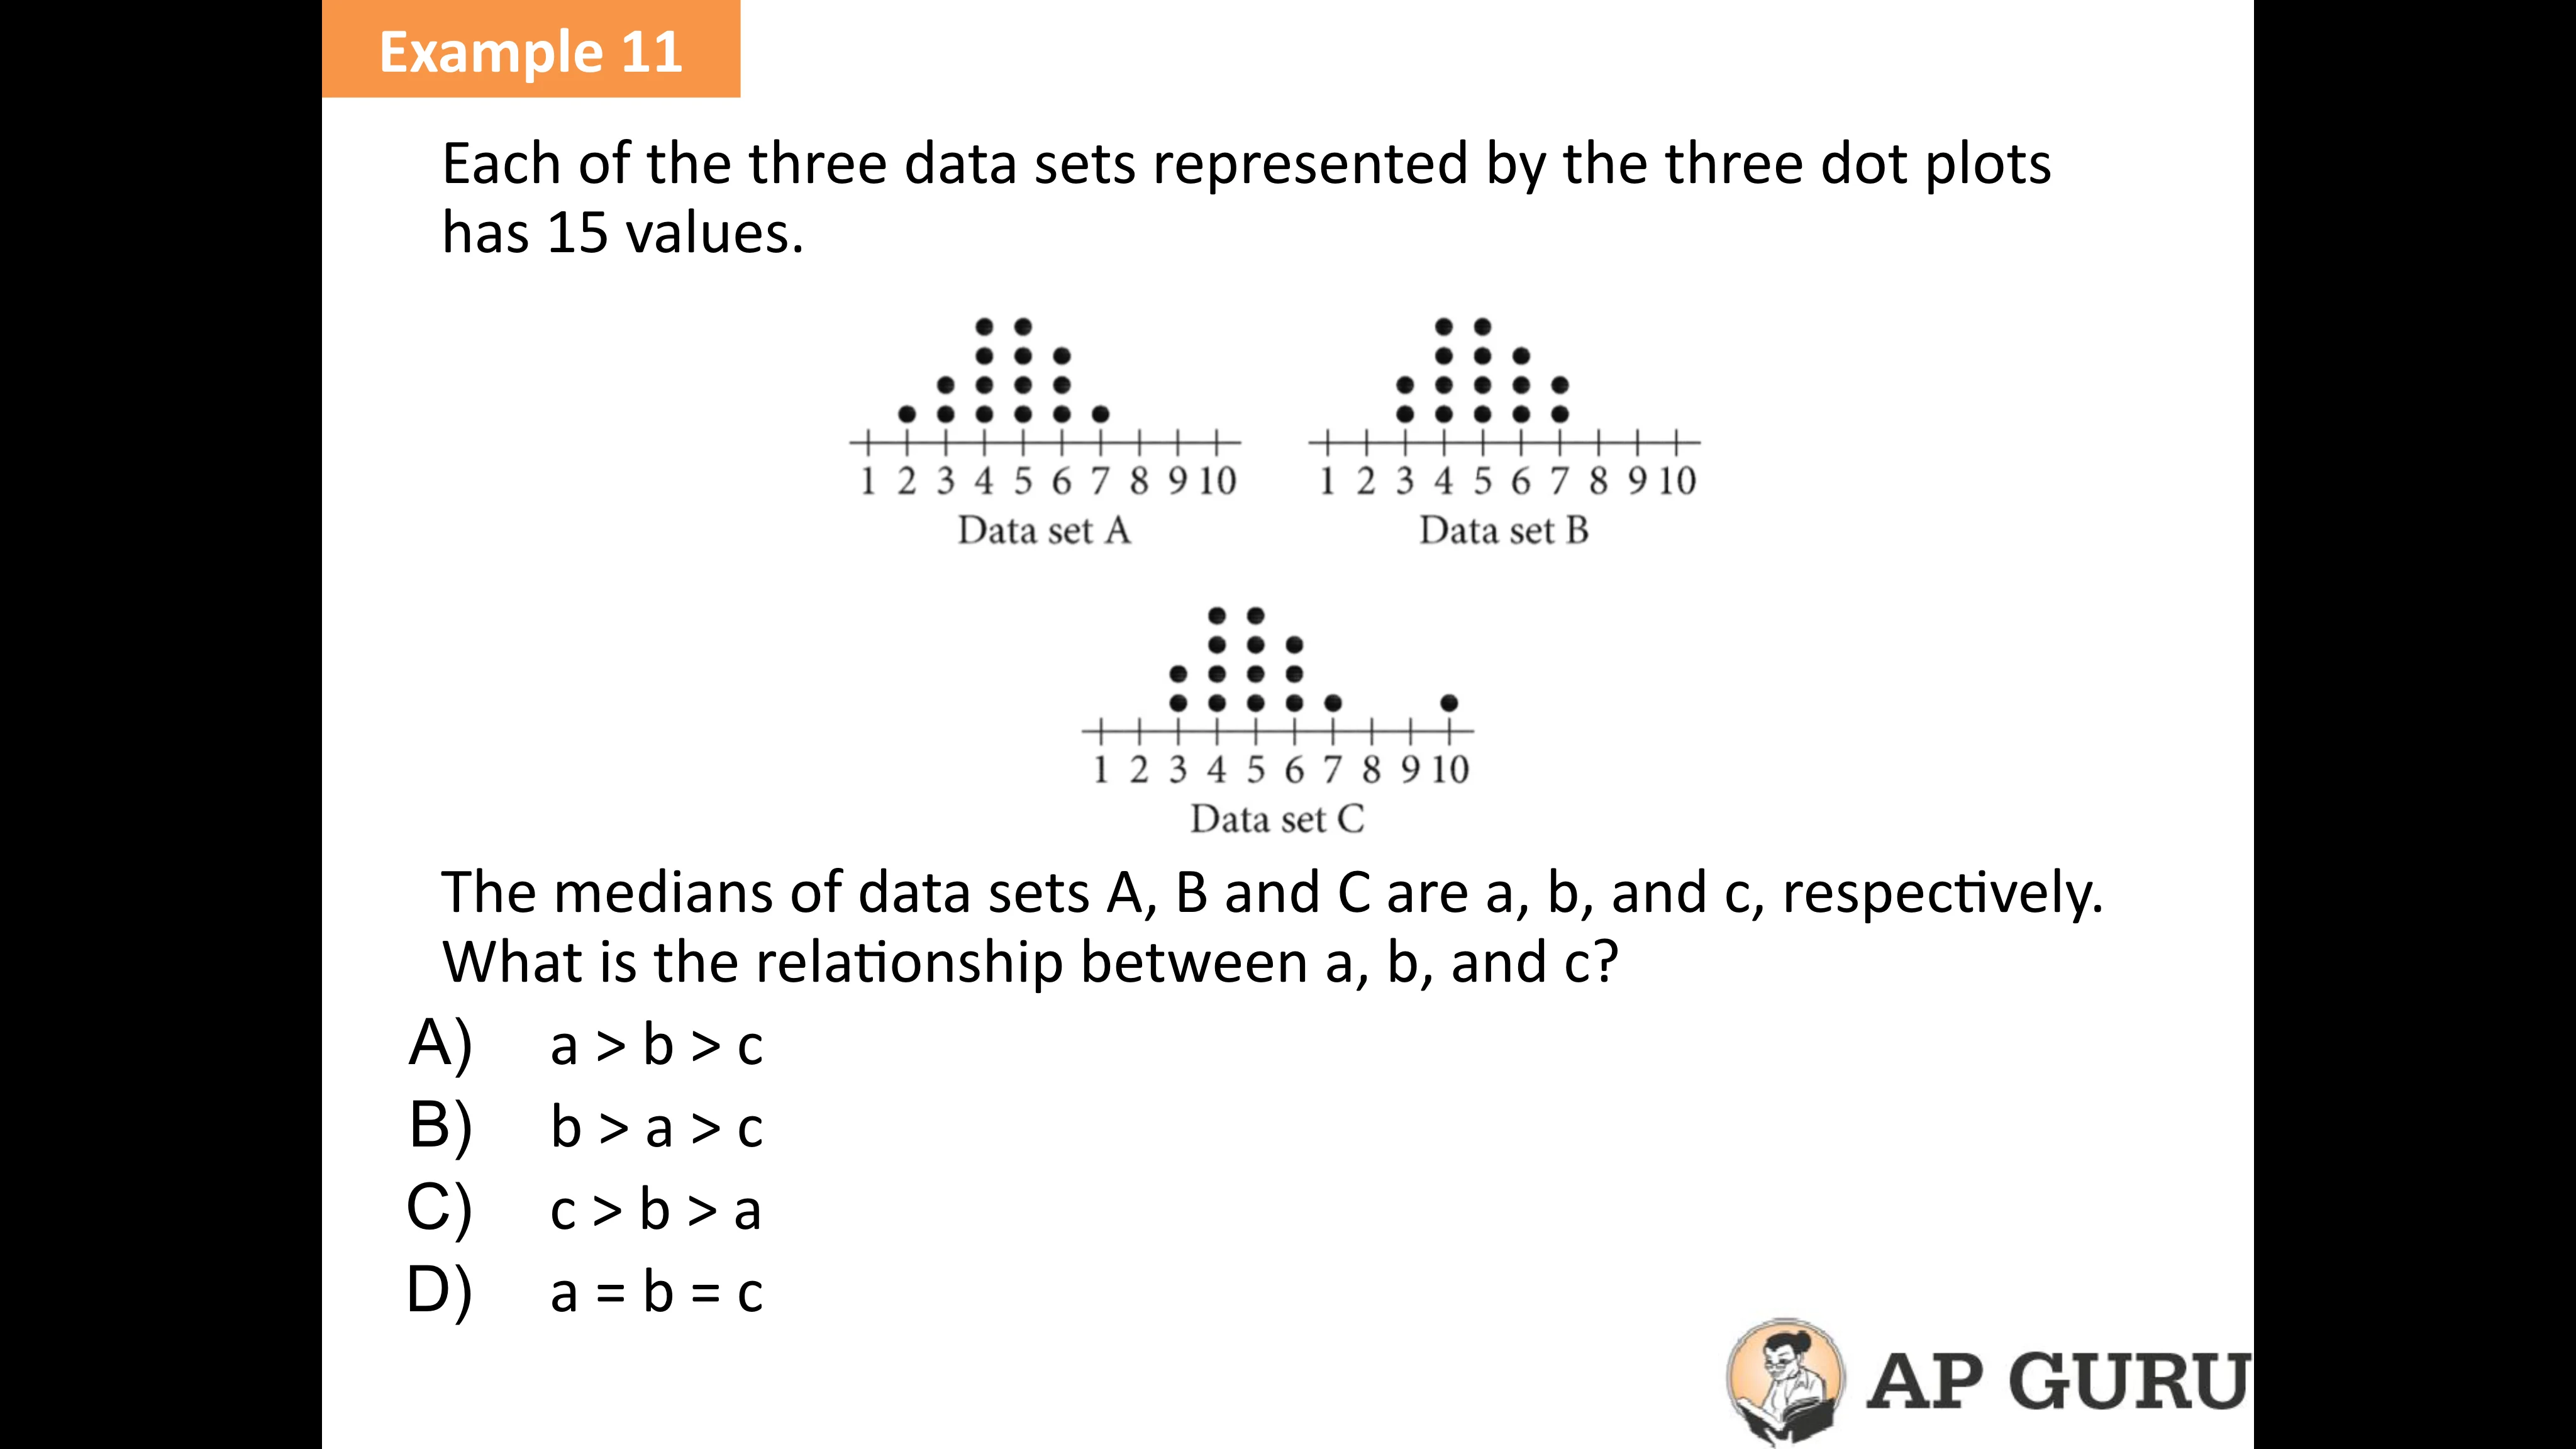 Example 11
Each of the three data sets represented by the three dot plots
has 15 values.
1 2 3 4 5 6 7 8 9 10
Data set A
1 2 3 4 5 6 7 8 9 10
Data set B
1 2 3 4 5 6 7 8 9 10
Data set C
The medians of data sets A, B and C are a, b, and c, respectively.
What is the relationship between a, b, and c?
A) a > b > c
B) b > a > c
C) c > b > a
D) a = b = c
AP GURU